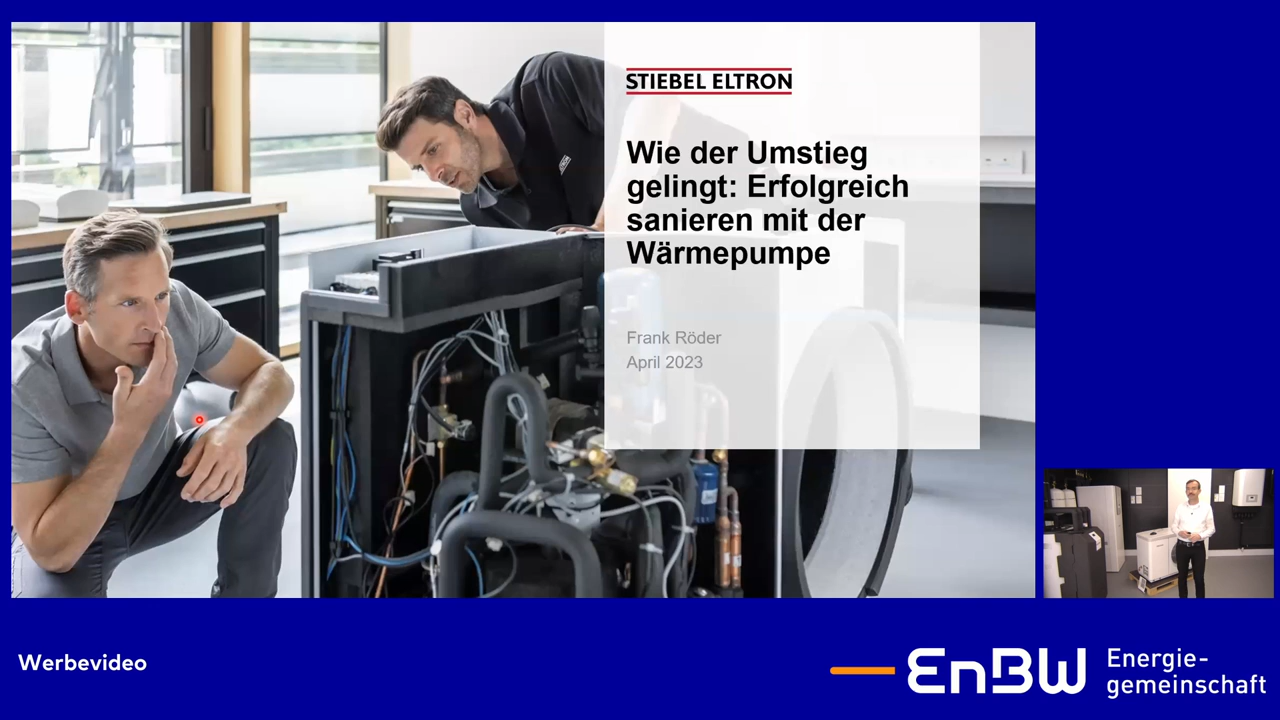 STIEBEL ELTRON
Wie der Umstieg
gelingt: Erfolgreich
sanieren mit der
Wärmepumpe
Frank Röder
April 2023
Werbevideo
EnBW
Energie-
gemeinschaft